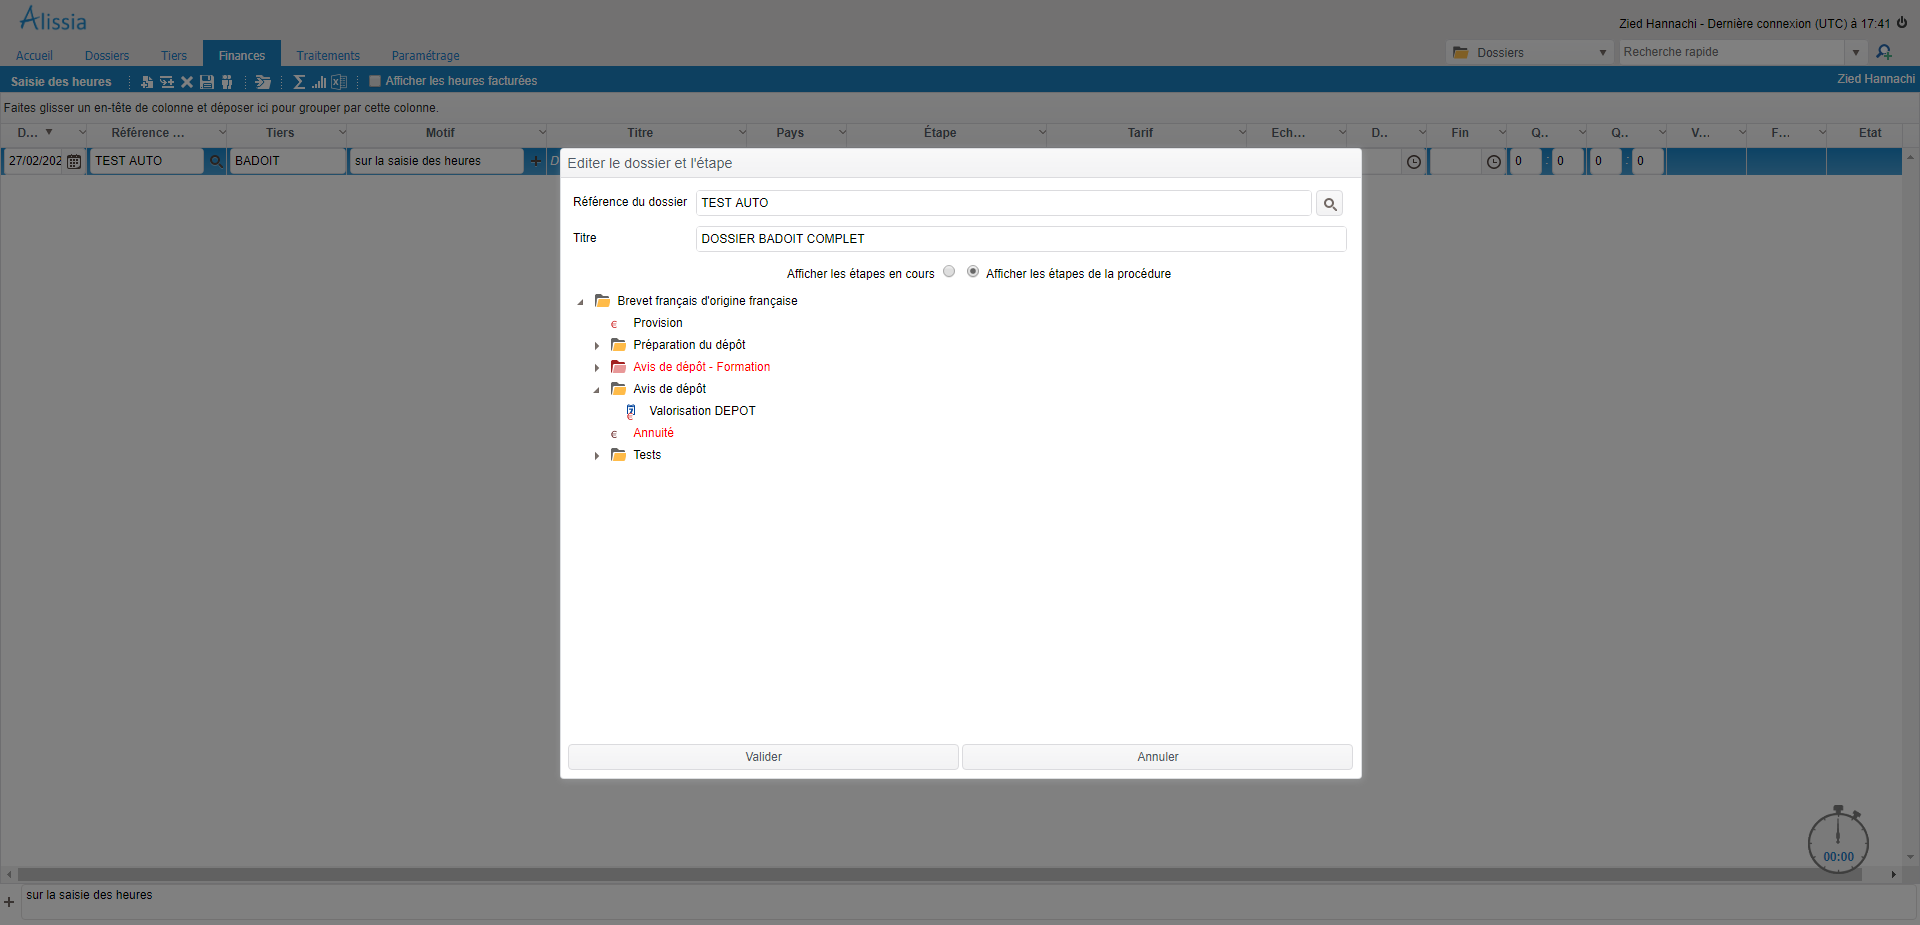 Alissia
Zied Hannachi - Dernière connexion (UTC) à 17:41
Accueil Dossiers Tiers Finances Traitements Paramétrage
Dossiers Recherche rapide
Saisie des heures Afficher les heures facturées Zied Hannachi
Faites glisser un en-tête de colonne et déposer ici pour grouper par cette colonne.
D... Référence ... Tiers Motif Titre Pays Étape Tarif Ech... D.. Fin Q.. Q.. V... F... Etat
27/02/202 TEST AUTO BADOIT sur la saisie des heures D 0 : 0 0 : 0
Editer le dossier et l'étape
Référence du dossier TEST AUTO
Titre DOSSIER BADOIT COMPLET
Afficher les étapes en cours Afficher les étapes de la procédure
Brevet français d'origine française
€ Provision
Préparation du dépôt
Avis de dépôt - Formation
Avis de dépôt
Valorisation DEPOT
€ Annuité
Tests
Valider Annuler
00:00
sur la saisie des heures